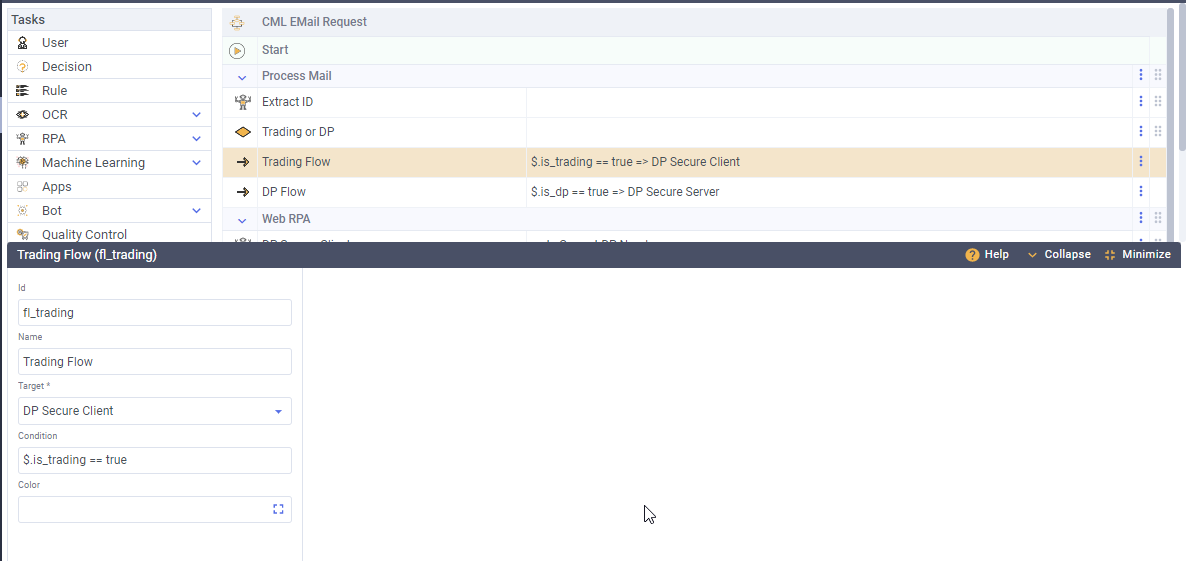 Tasks
User
Decision
Rule
OCR
RPA
Machine Learning
Apps
Bot
Quality Control
CML EMail Request
Start
Process Mail
Extract ID
Trading or DP
Trading Flow $.is_trading == true => DP Secure Client
DP Flow $.is_dp == true => DP Secure Server
Web RPA
Trading Flow (fl_trading) Help Collapse Minimize
Id
fl_trading
Name
Trading Flow
Target *
DP Secure Client
Condition
$.is_trading == true
Color